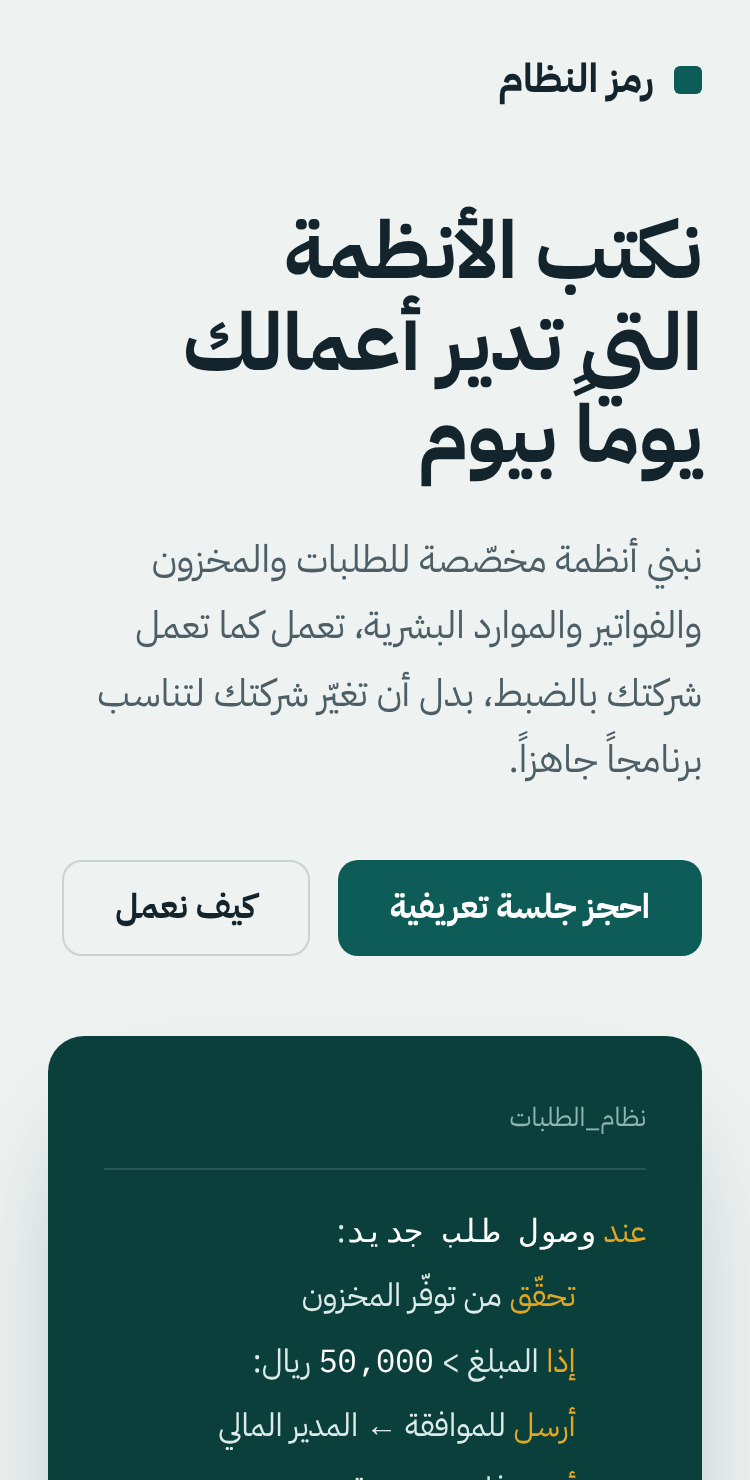 رمز النظام
نكتب الأنظمة
التي تدير أعمالك
يوماً بيوم
نبني أنظمة مخصّصة للطلبات والمخزون
والفواتير والموارد البشرية، تعمل كما تعمل
شركتك بالضبط، بدل أن تغيّر شركتك لتناسب
برنامجاً جاهزاً.
احجز جلسة تعريفية
كيف نعمل
نظام_الطلبات
عند وصول طلب جديد:
تحقّق من توفّر المخزون
إذا المبلغ > 50,000 ريال:
أرسل للموافقة ← المدير المالي